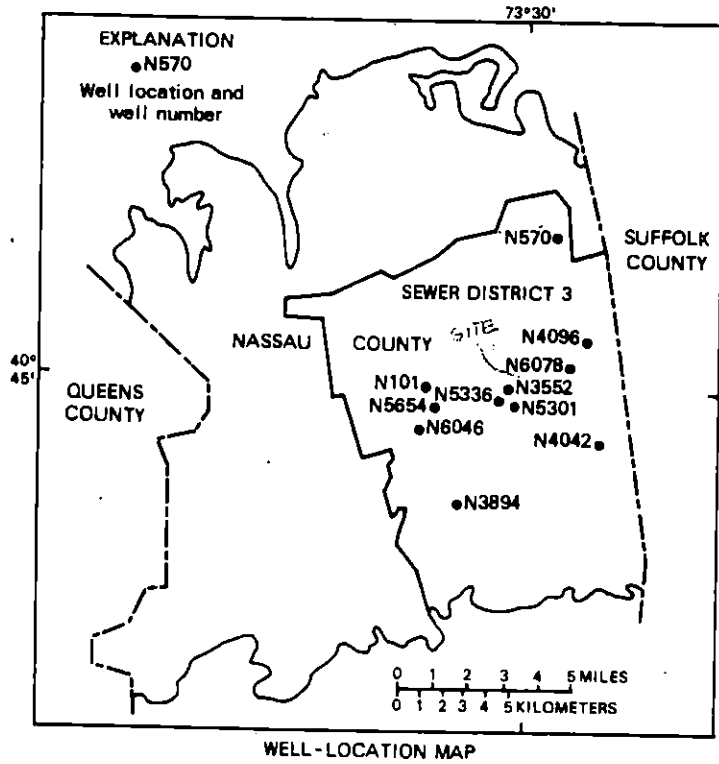 73°30'
EXPLANATION
N570
Well location and
well number
N570
SUFFOLK
COUNTY
SEWER DISTRICT 3
NASSAU COUNTY
SITE
N4096
40°
45'
N6078
QUEENS
COUNTY
N101
N5336
N3552
N5654
N5301
N6046
N4042
N3894
0 1 2 3 4 5 MILES
0 1 2 3 4 5 KILOMETERS
WELL-LOCATION MAP